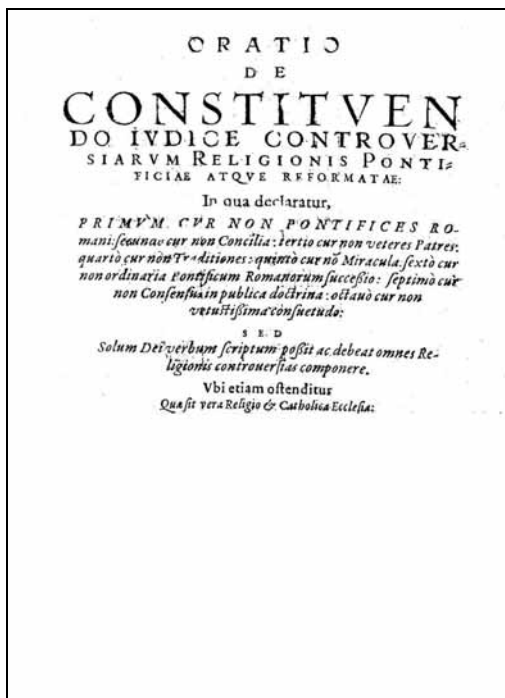 ORATIO
DE
CONSTITVEN
DO IVDICE CONTROVER-
SIARVM RELIGIONIS PONTI-
FICIAE ATQVE REFORMATAE:
In qua declaratur,
PRIMVM CVR NON PONTIFICES RO-
mani: secundo cur non Concilia: tertio cur non veteres Patres:
quartò cur nòn Traditiones: quintò cur nō Miracula: sextò cur
non ordinaria Pontificum Romanorum successio: septimò cur
non Consensus in publica doctrina: octauò cur non
vetustissima consuetudo:
SED
Solum Dei verbum scriptum possit ac debeat omnes Re-
ligionis controuersias componere.
Vbi etiam ostenditur
Quæ sit vera Religio & Catholica Ecclesia: